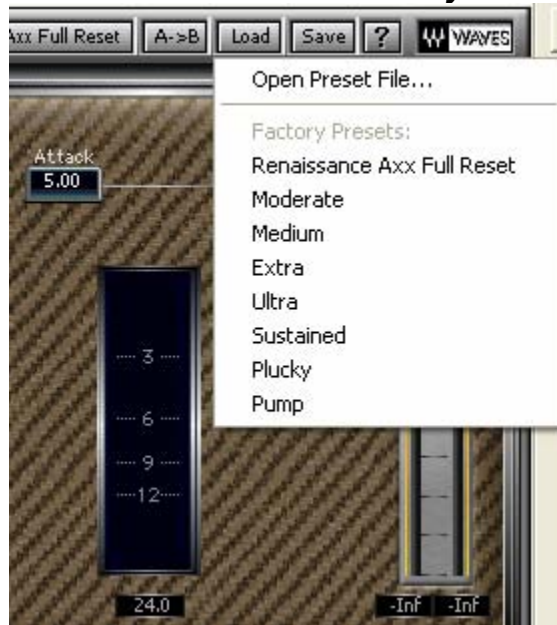 Axx Full Reset A->B Load Save ? WAVES
Open Preset File...
Factory Presets:
Attack
Renaissance Axx Full Reset
5.00
Moderate
Medium
Extra
Ultra
Sustained
3
Plucky
Pump
6
9
12
24.0 -Inf -Inf